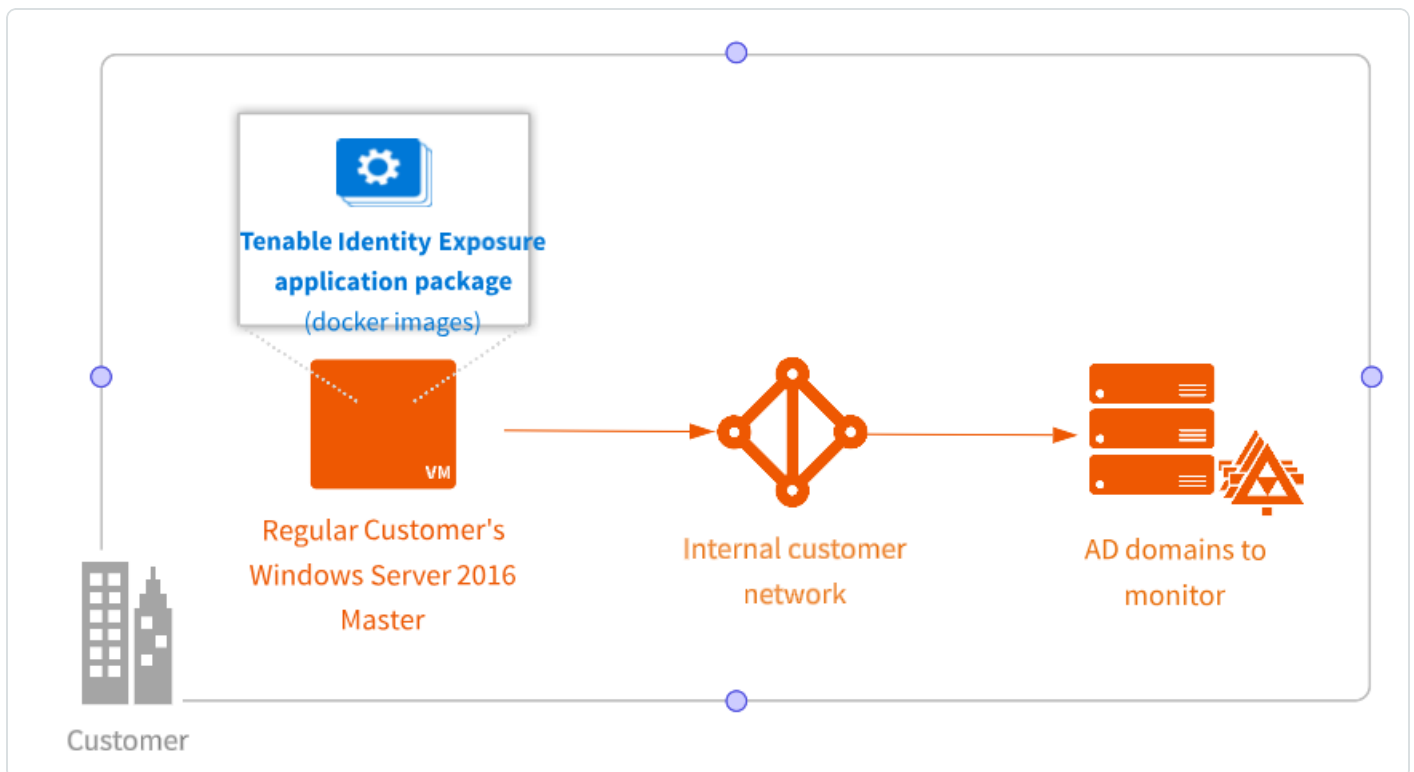 Tenable Identity Exposure
application package
(docker images)
VM
Regular Customer's
Windows Server 2016
Master
Internal customer
network
AD domains to
monitor
Customer